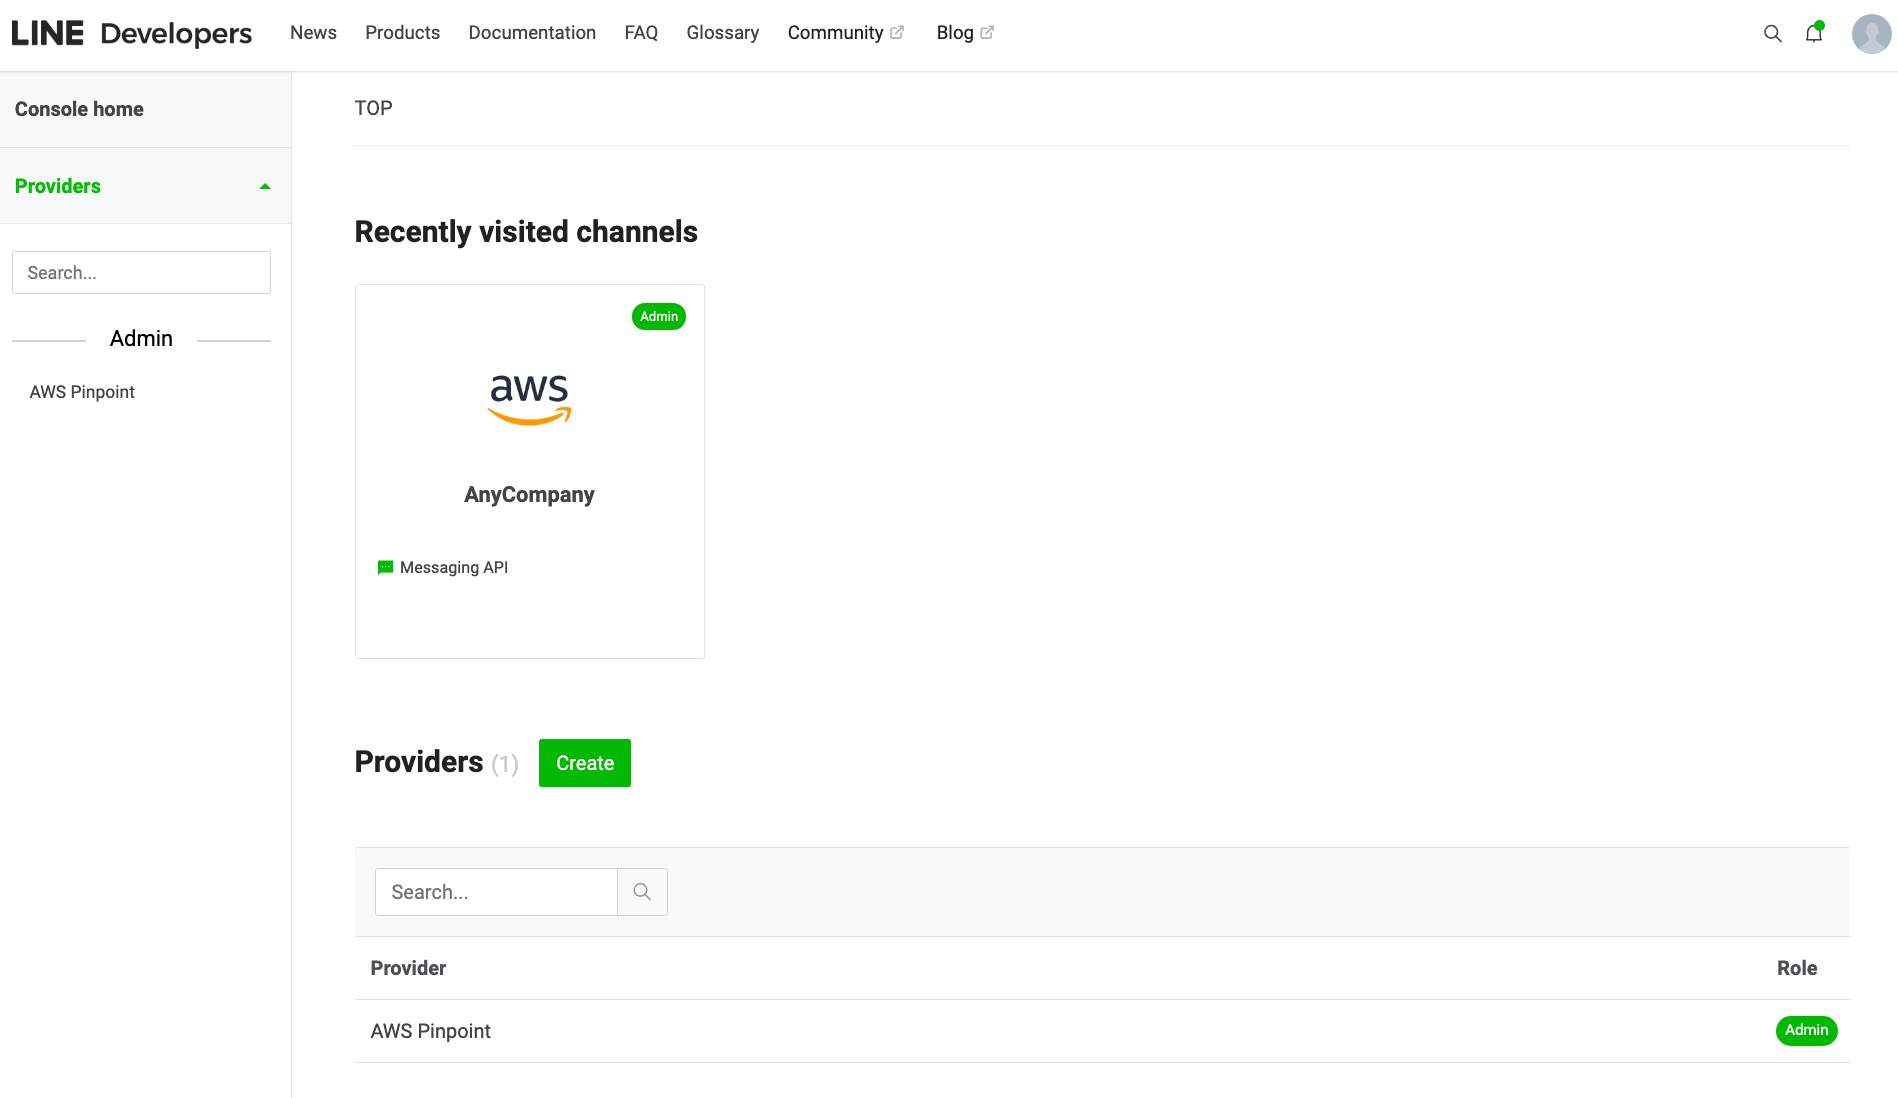 LINE Developers News Products Documentation FAQ Glossary Community Blog
Console home
TOP
Providers
Search...
Admin
AWS Pinpoint
Recently visited channels
Admin
aws
AnyCompany
Messaging API
Providers (1) Create
Search...
Provider Role
AWS Pinpoint Admin